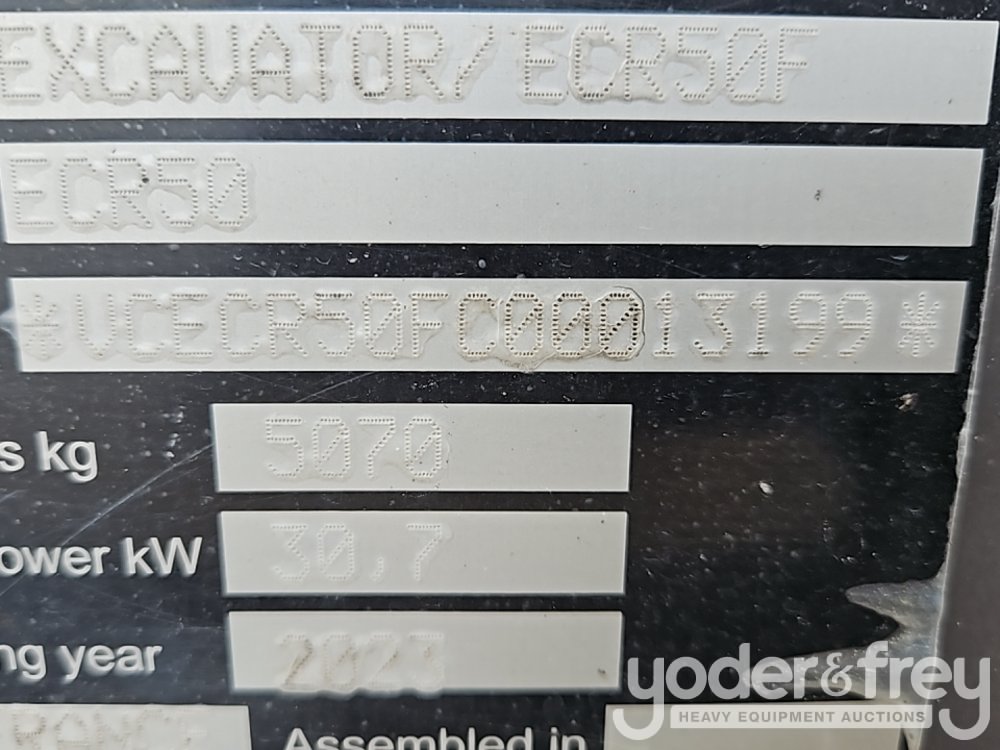 EXCAVATOR/ ECR50F
ECR50
*VCECR50FC00013199*
s kg 5070
ower kW 30,7
ng year 2023
Assembled in
yoder&frey
HEAVY EQUIPMENT AUCTIONS